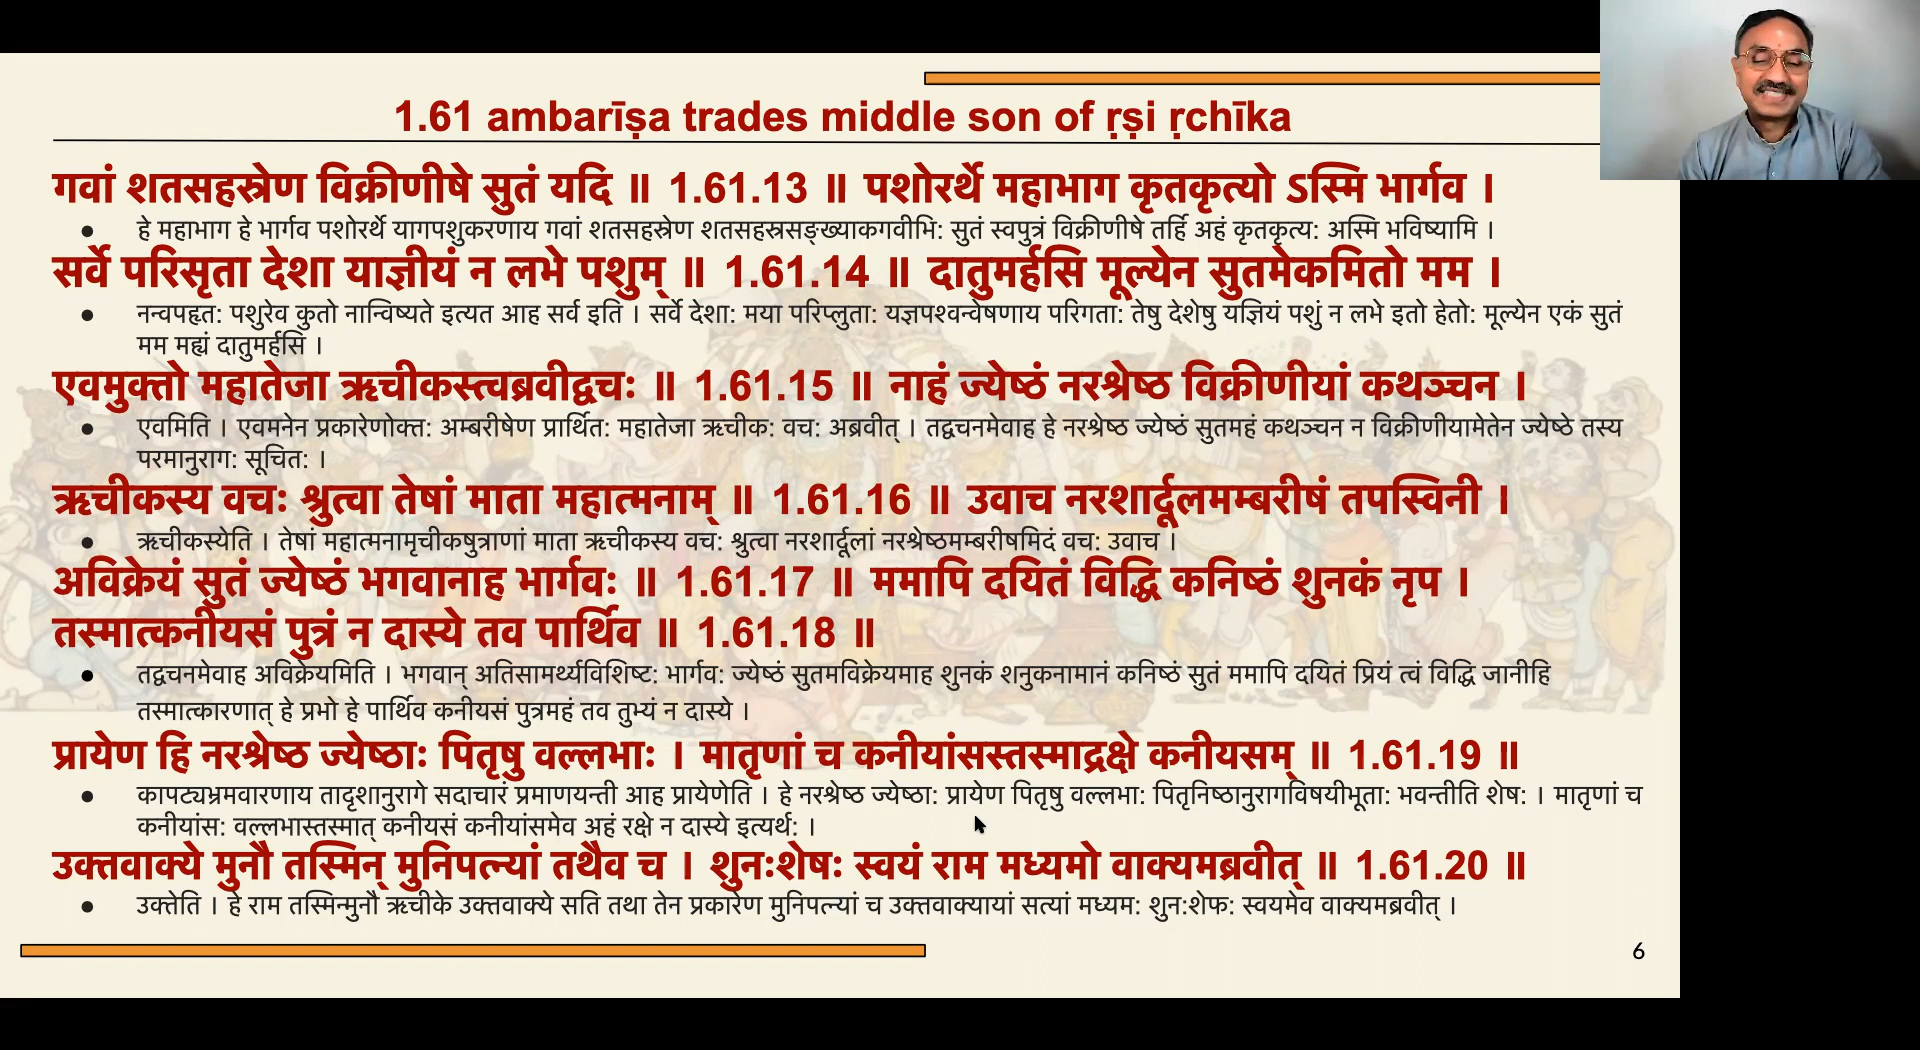 1.61 ambarīṣa trades middle son of ṛṣi ṛchīka
गवां शतसहस्रेण विक्रीणीषे सुतं यदि ॥ 1.61.13 ॥ पशोरर्थे महाभाग कृतकृत्यो ऽस्मि भार्गव ।
● हे महाभाग हे भार्गव पशोरर्थे यागपशुकरणाय गवां शतसहस्रेण शतसहस्रसङ्ख्याकगवीभि: सुतं स्वपुत्रं विक्रीणीषे तर्हि अहं कृतकृत्य: अस्मि भविष्यामि ।
सर्वे परिसृता देशा याज्ञीयं न लभे पशुम् ॥ 1.61.14 ॥ दातुमर्हसि मूल्येन सुतमेकमितो मम ।
● नन्वपहृत: पशुरेव कुतो नान्विष्यते इत्यत आह सर्व इति । सर्वे देशा: मया परिप्लुता: यज्ञपश्वन्वेषणाय परिगता: तेषु देशेषु यज्ञियं पशुं न लभे इतो हेतो: मूल्येन एकं सुतं
मम मह्यं दातुमर्हसि ।
एवमुक्तो महातेजा ऋचीकस्त्वब्रवीद्वचः ॥ 1.61.15 ॥ नाहं ज्येष्ठं नरश्रेष्ठ विक्रीणीयां कथञ्चन ।
● एवमिति । एवमनेन प्रकारेणोक्त: अम्बरीषेण प्रार्थित: महातेजा ऋचीक: वच: अब्रवीत् । तद्वचनमेवाह हे नरश्रेष्ठ ज्येष्ठं सुतमहं कथञ्चन न विक्रीणीयामेतेन ज्येष्ठे तस्य
परमानुराग: सूचित: ।
ऋचीकस्य वचः श्रुत्वा तेषां माता महात्मनाम् ॥ 1.61.16 ॥ उवाच नरशार्दूलमम्बरीषं तपस्विनी ।
● ऋचीकस्येति । तेषां महात्मनामृचीकषुत्राणां माता ऋचीकस्य वच: श्रुत्वा नरशार्दूलां नरश्रेष्ठमम्बरीषमिदं वच: उवाच ।
अविक्रेयं सुतं ज्येष्ठं भगवानाह भार्गवः ॥ 1.61.17 ॥ ममापि दयितं विद्धि कनिष्ठं शुनकं नृप ।
तस्मात्कनीयसं पुत्रं न दास्ये तव पार्थिव ॥ 1.61.18 ॥
● तद्वचनमेवाह अविक्रेयमिति । भगवान् अतिसामर्थ्यविशिष्ट: भार्गव: ज्येष्ठं सुतमविक्रेयमाह शुनकं शनुकनामानं कनिष्ठं सुतं ममापि दयितं प्रियं त्वं विद्धि जानीहि
तस्मात्कारणात् हे प्रभो हे पार्थिव कनीयसं पुत्रमहं तव तुभ्यं न दास्ये ।
प्रायेण हि नरश्रेष्ठ ज्येष्ठाः पितृषु वल्लभाः । मातृणां च कनीयांसस्तस्माद्रक्षे कनीयसम् ॥ 1.61.19 ॥
● कापट्यभ्रमवारणाय तादृशानुरागे सदाचारं प्रमाणयन्ती आह प्रायेणेति । हे नरश्रेष्ठ ज्येष्ठा: प्रायेण पितृषु वल्लभा: पितृनिष्ठानुरागविषयीभूता: भवन्तीति शेष: । मातृणां च
कनीयांस: वल्लभास्तस्मात् कनीयसं कनीयांसमेव अहं रक्षे न दास्ये इत्यर्थ: ।
उक्तवाक्ये मुनौ तस्मिन् मुनिपत्न्यां तथैव च । शुनःशेषः स्वयं राम मध्यमो वाक्यमब्रवीत् ॥ 1.61.20 ॥
● उक्तेति । हे राम तस्मिन्मुनौ ऋचीके उक्तवाक्ये सति तथा तेन प्रकारेण मुनिपत्न्यां च उक्तवाक्यायां सत्यां मध्यम: शुन:शेफ: स्वयमेव वाक्यमब्रवीत् ।
6